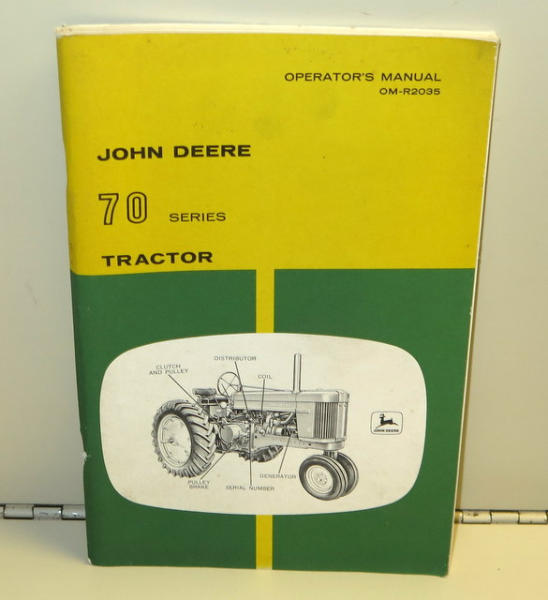 OPERATOR'S MANUAL
OM-R2035
JOHN DEERE
70 SERIES
TRACTOR
DISTRIBUTOR
CLUTCH
AND PULLEY
COIL
JOHN DEERE
GENERATOR
PULLEY
BRAKE
SERIAL NUMBER